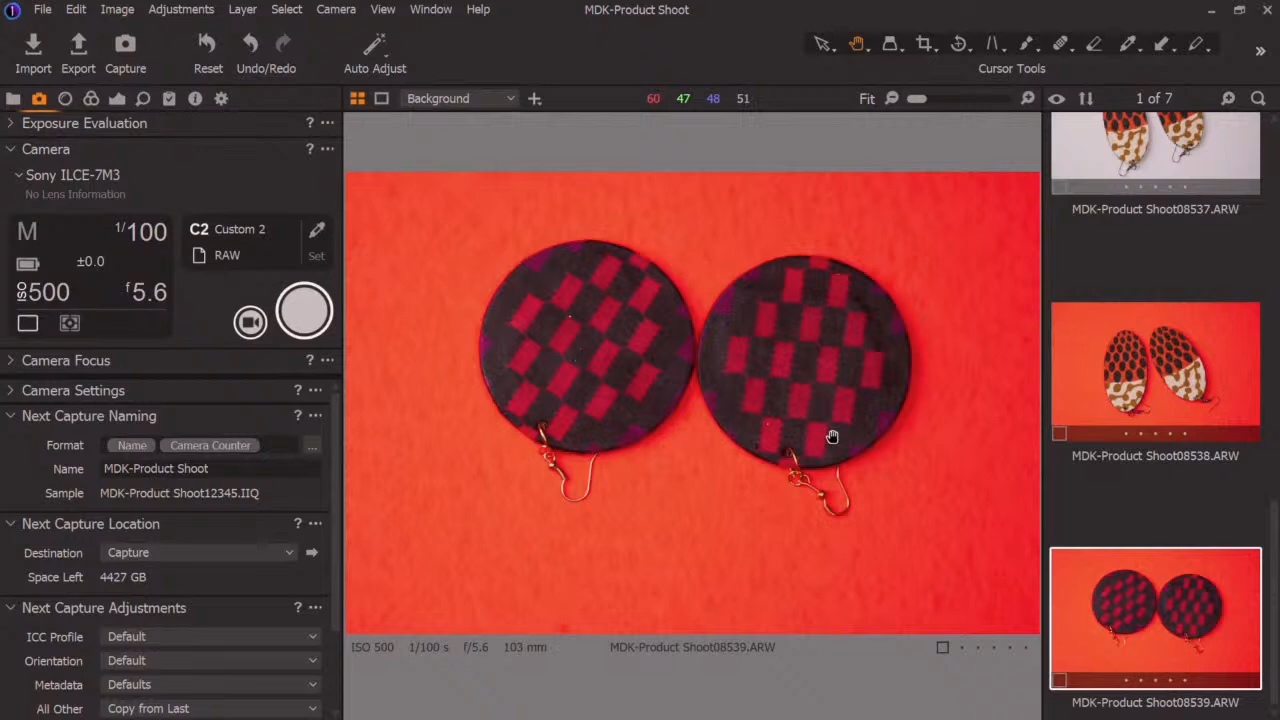 File Edit Image Adjustments Layer Select Camera View Window Help MDK-Product Shoot
Import Export Capture Reset Undo/Redo Auto Adjust Cursor Tools
Background 60 47 48 51 Fit 1 of 7
Exposure Evaluation ? ...
Camera ? ...
Sony ILCE-7M3
No Lens Information
M 1/100 C2 Custom 2
±0.0 RAW Set
ISO 500 f5.6
Camera Focus ? ...
Camera Settings ? ...
Next Capture Naming ? ...
Format Name Camera Counter ...
Name MDK-Product Shoot
Sample MDK-Product Shoot12345.IIQ
Next Capture Location ? ...
Destination Capture
Space Left 4427 GB
Next Capture Adjustments ? ...
ICC Profile Default
Orientation Default
Metadata Defaults
All Other Copy from Last
ISO 500 1/100 s f/5.6 103 mm MDK-Product Shoot08539.ARW
MDK-Product Shoot08537.ARW
MDK-Product Shoot08538.ARW
MDK-Product Shoot08539.ARW